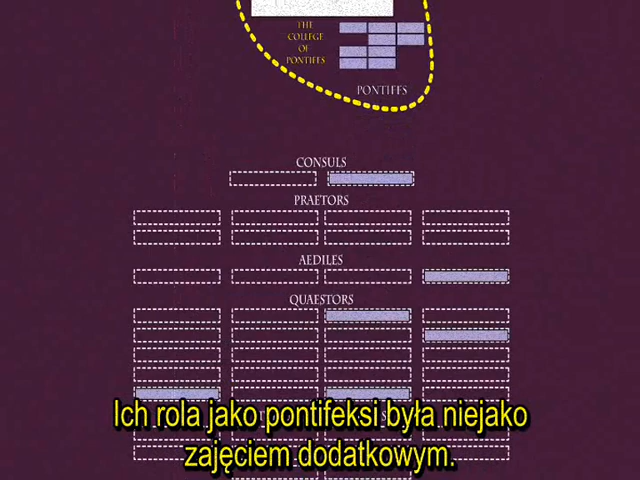 THE
COLLEGE
OF
PONTIFFS
PONTIFFS
CONSULS
PRAETORS
AEDILES
QUAESTORS
Ich rola jako pontifeksi była niejako
zajęciem dodatkowym.